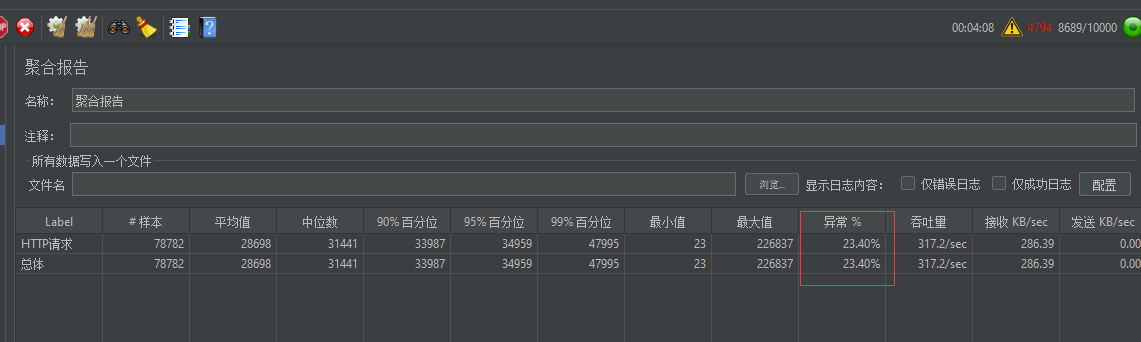 00:04:08 4794 8689/10000
聚合报告
名称： 聚合报告
注释：
所有数据写入一个文件
文件名 浏览... 显示日志内容： 仅错误日志 仅成功日志 配置
Label # 样本 平均值 中位数 90% 百分位 95% 百分位 99% 百分位 最小值 最大值 异常 % 吞吐量 接收 KB/sec 发送 KB/sec
HTTP请求 78782 28698 31441 33987 34959 47995 23 226837 23.40% 317.2/sec 286.39 0.00
总体 78782 28698 31441 33987 34959 47995 23 226837 23.40% 317.2/sec 286.39 0.00